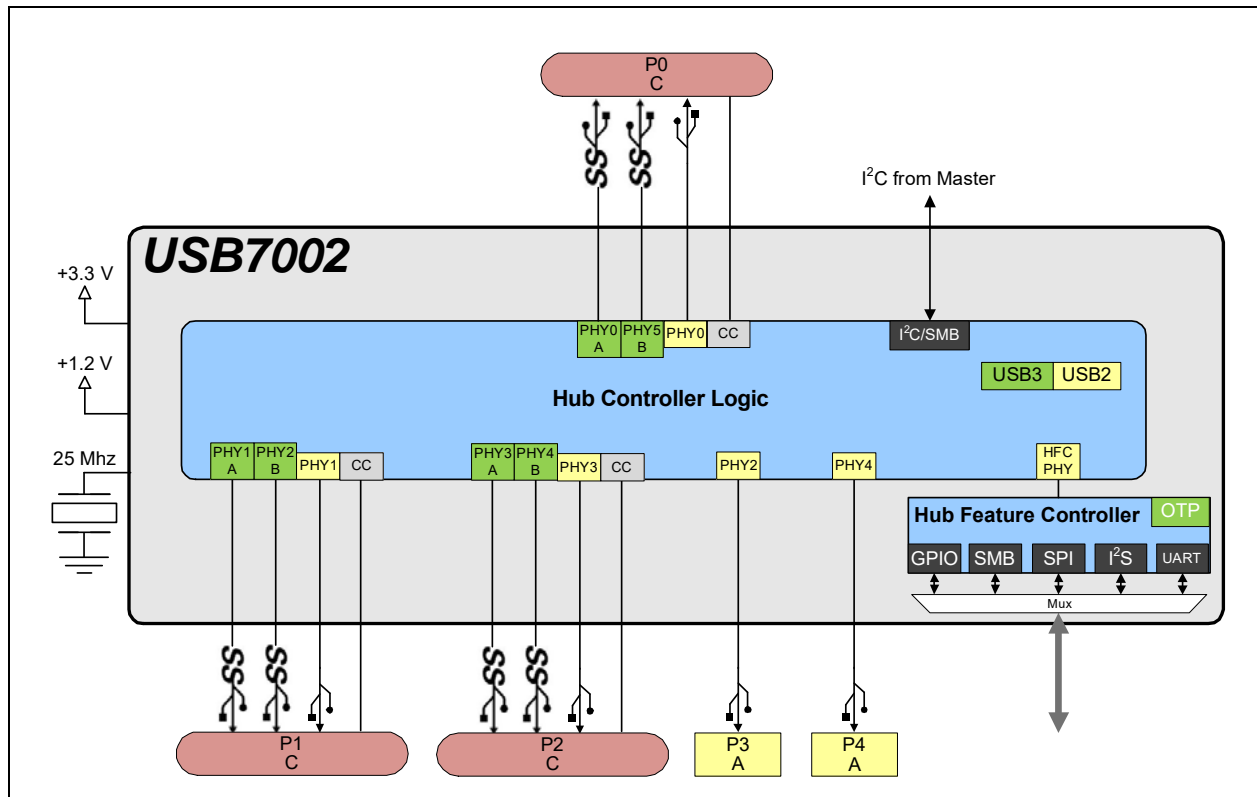 P0
C
SS
SS
I²C from Master
USB7002
+3.3 V
PHY0
A
PHY5
B
PHY0
CC
I²C/SMB
USB3
USB2
+1.2 V
Hub Controller Logic
25 Mhz
PHY1
A
PHY2
B
PHY1
CC
PHY3
A
PHY4
B
PHY3
CC
PHY2
PHY4
HFC
PHY
Hub Feature Controller
OTP
GPIO
SMB
SPI
I²S
UART
Mux
SS
SS
SS
SS
P1
C
P2
C
P3
A
P4
A